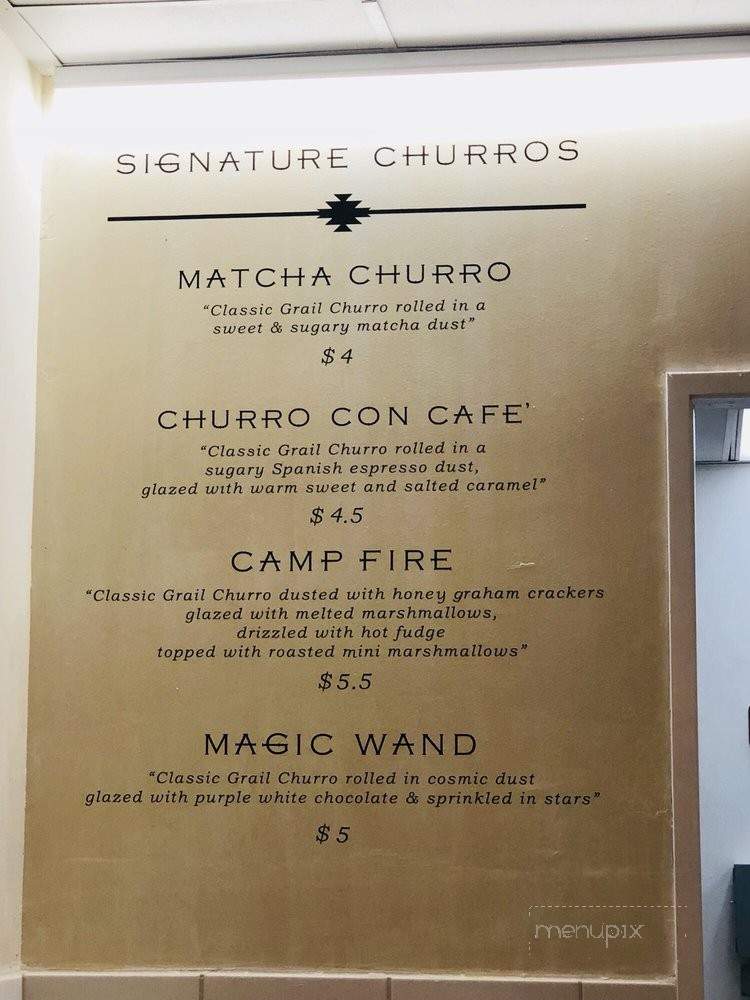 SIGNATURE CHURROS
MATCHA CHURRO
"Classic Grail Churro rolled in a
sweet & sugary matcha dust"
$4
CHURRO CON CAFE'
"Classic Grail Churro rolled in a
sugary Spanish espresso dust,
glazed with warm sweet and salted caramel"
$4.5
CAMP FIRE
"Classic Grail Churro dusted with honey graham crackers
glazed with melted marshmallows,
drizzled with hot fudge
topped with roasted mini marshmallows"
$5.5
MAGIC WAND
"Classic Grail Churro rolled in cosmic dust
glazed with purple white chocolate & sprinkled in stars"
$5
menupix